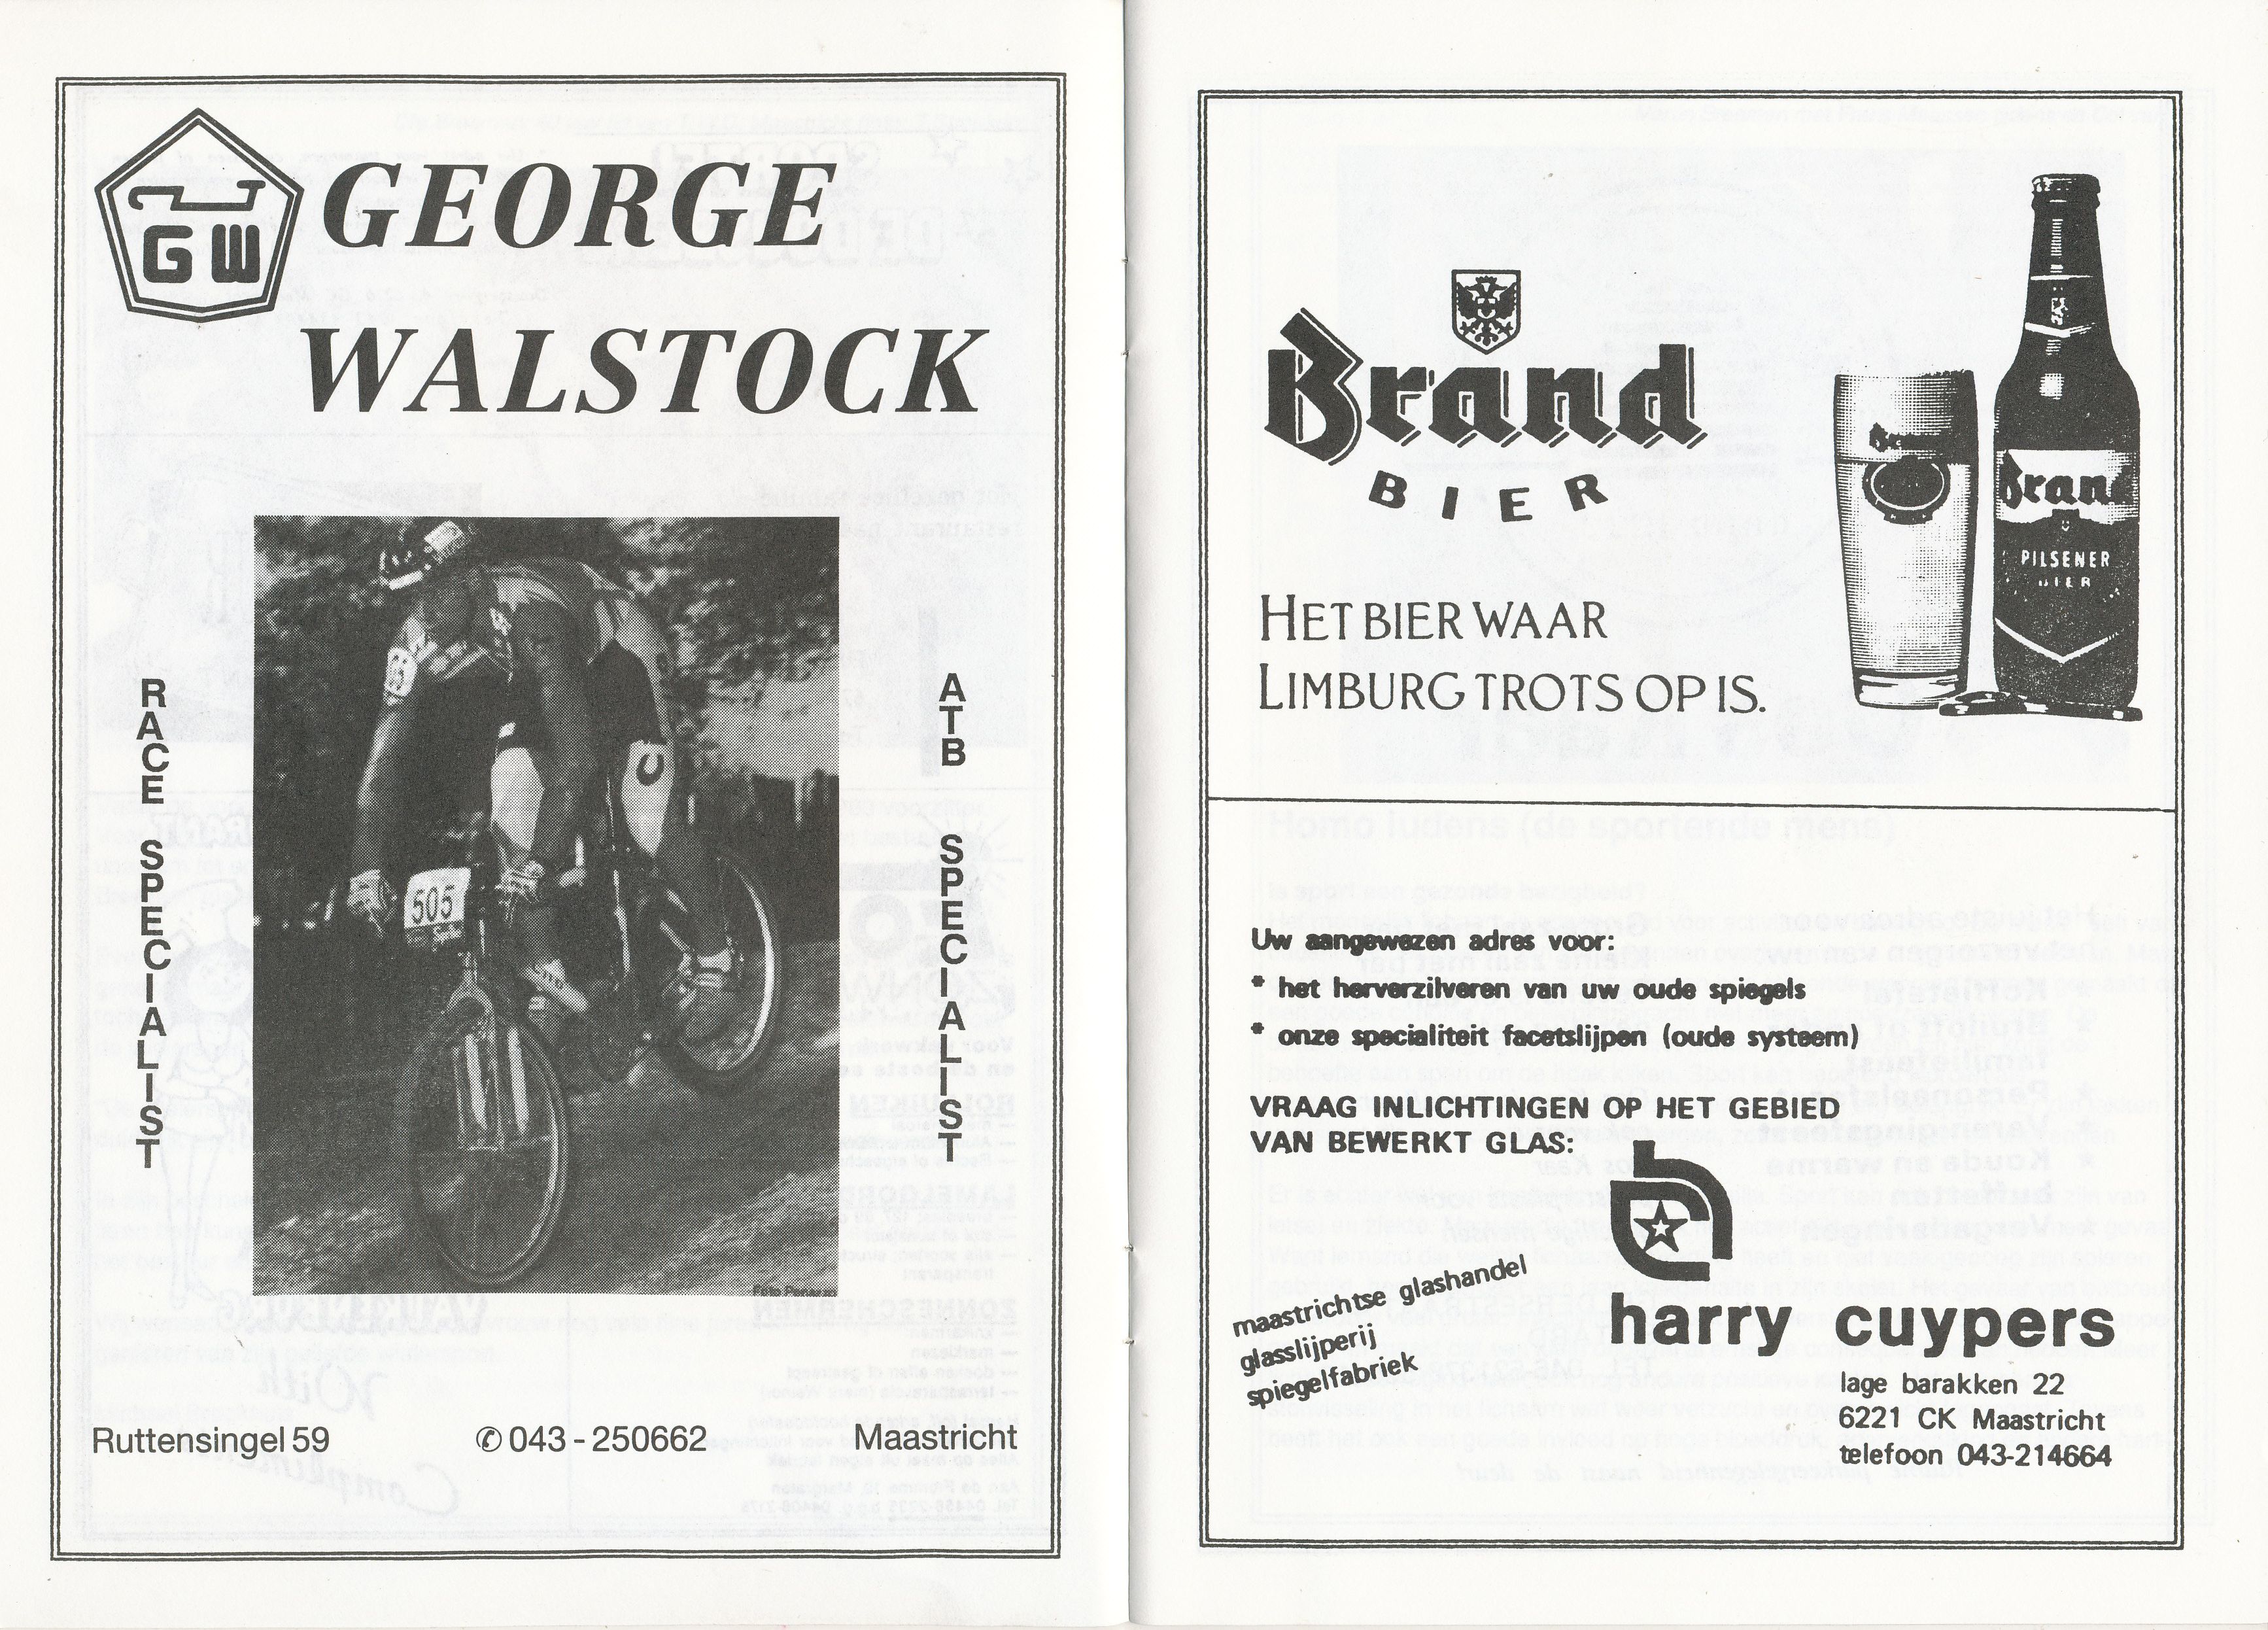 GW
GEORGE
WALSTOCK
RACE SPECIALIST
505
ATB SPECIALIST
Ruttensingel 59
✆ 043 - 250662
Maastricht
Brand
BIER
HET BIER WAAR
LIMBURG TROTS OP IS.
Brand
PILSENER
BIER
Uw aangewezen adres voor:
* het herverzilveren van uw oude spiegels
* onze specialiteit facetslijpen (oude systeem)
VRAAG INLICHTINGEN OP HET GEBIED
VAN BEWERKT GLAS:
maastrichtse glashandel
glasslijperij
spiegelfabriek
harry cuypers
lage barakken 22
6221 CK Maastricht
telefoon 043-214664